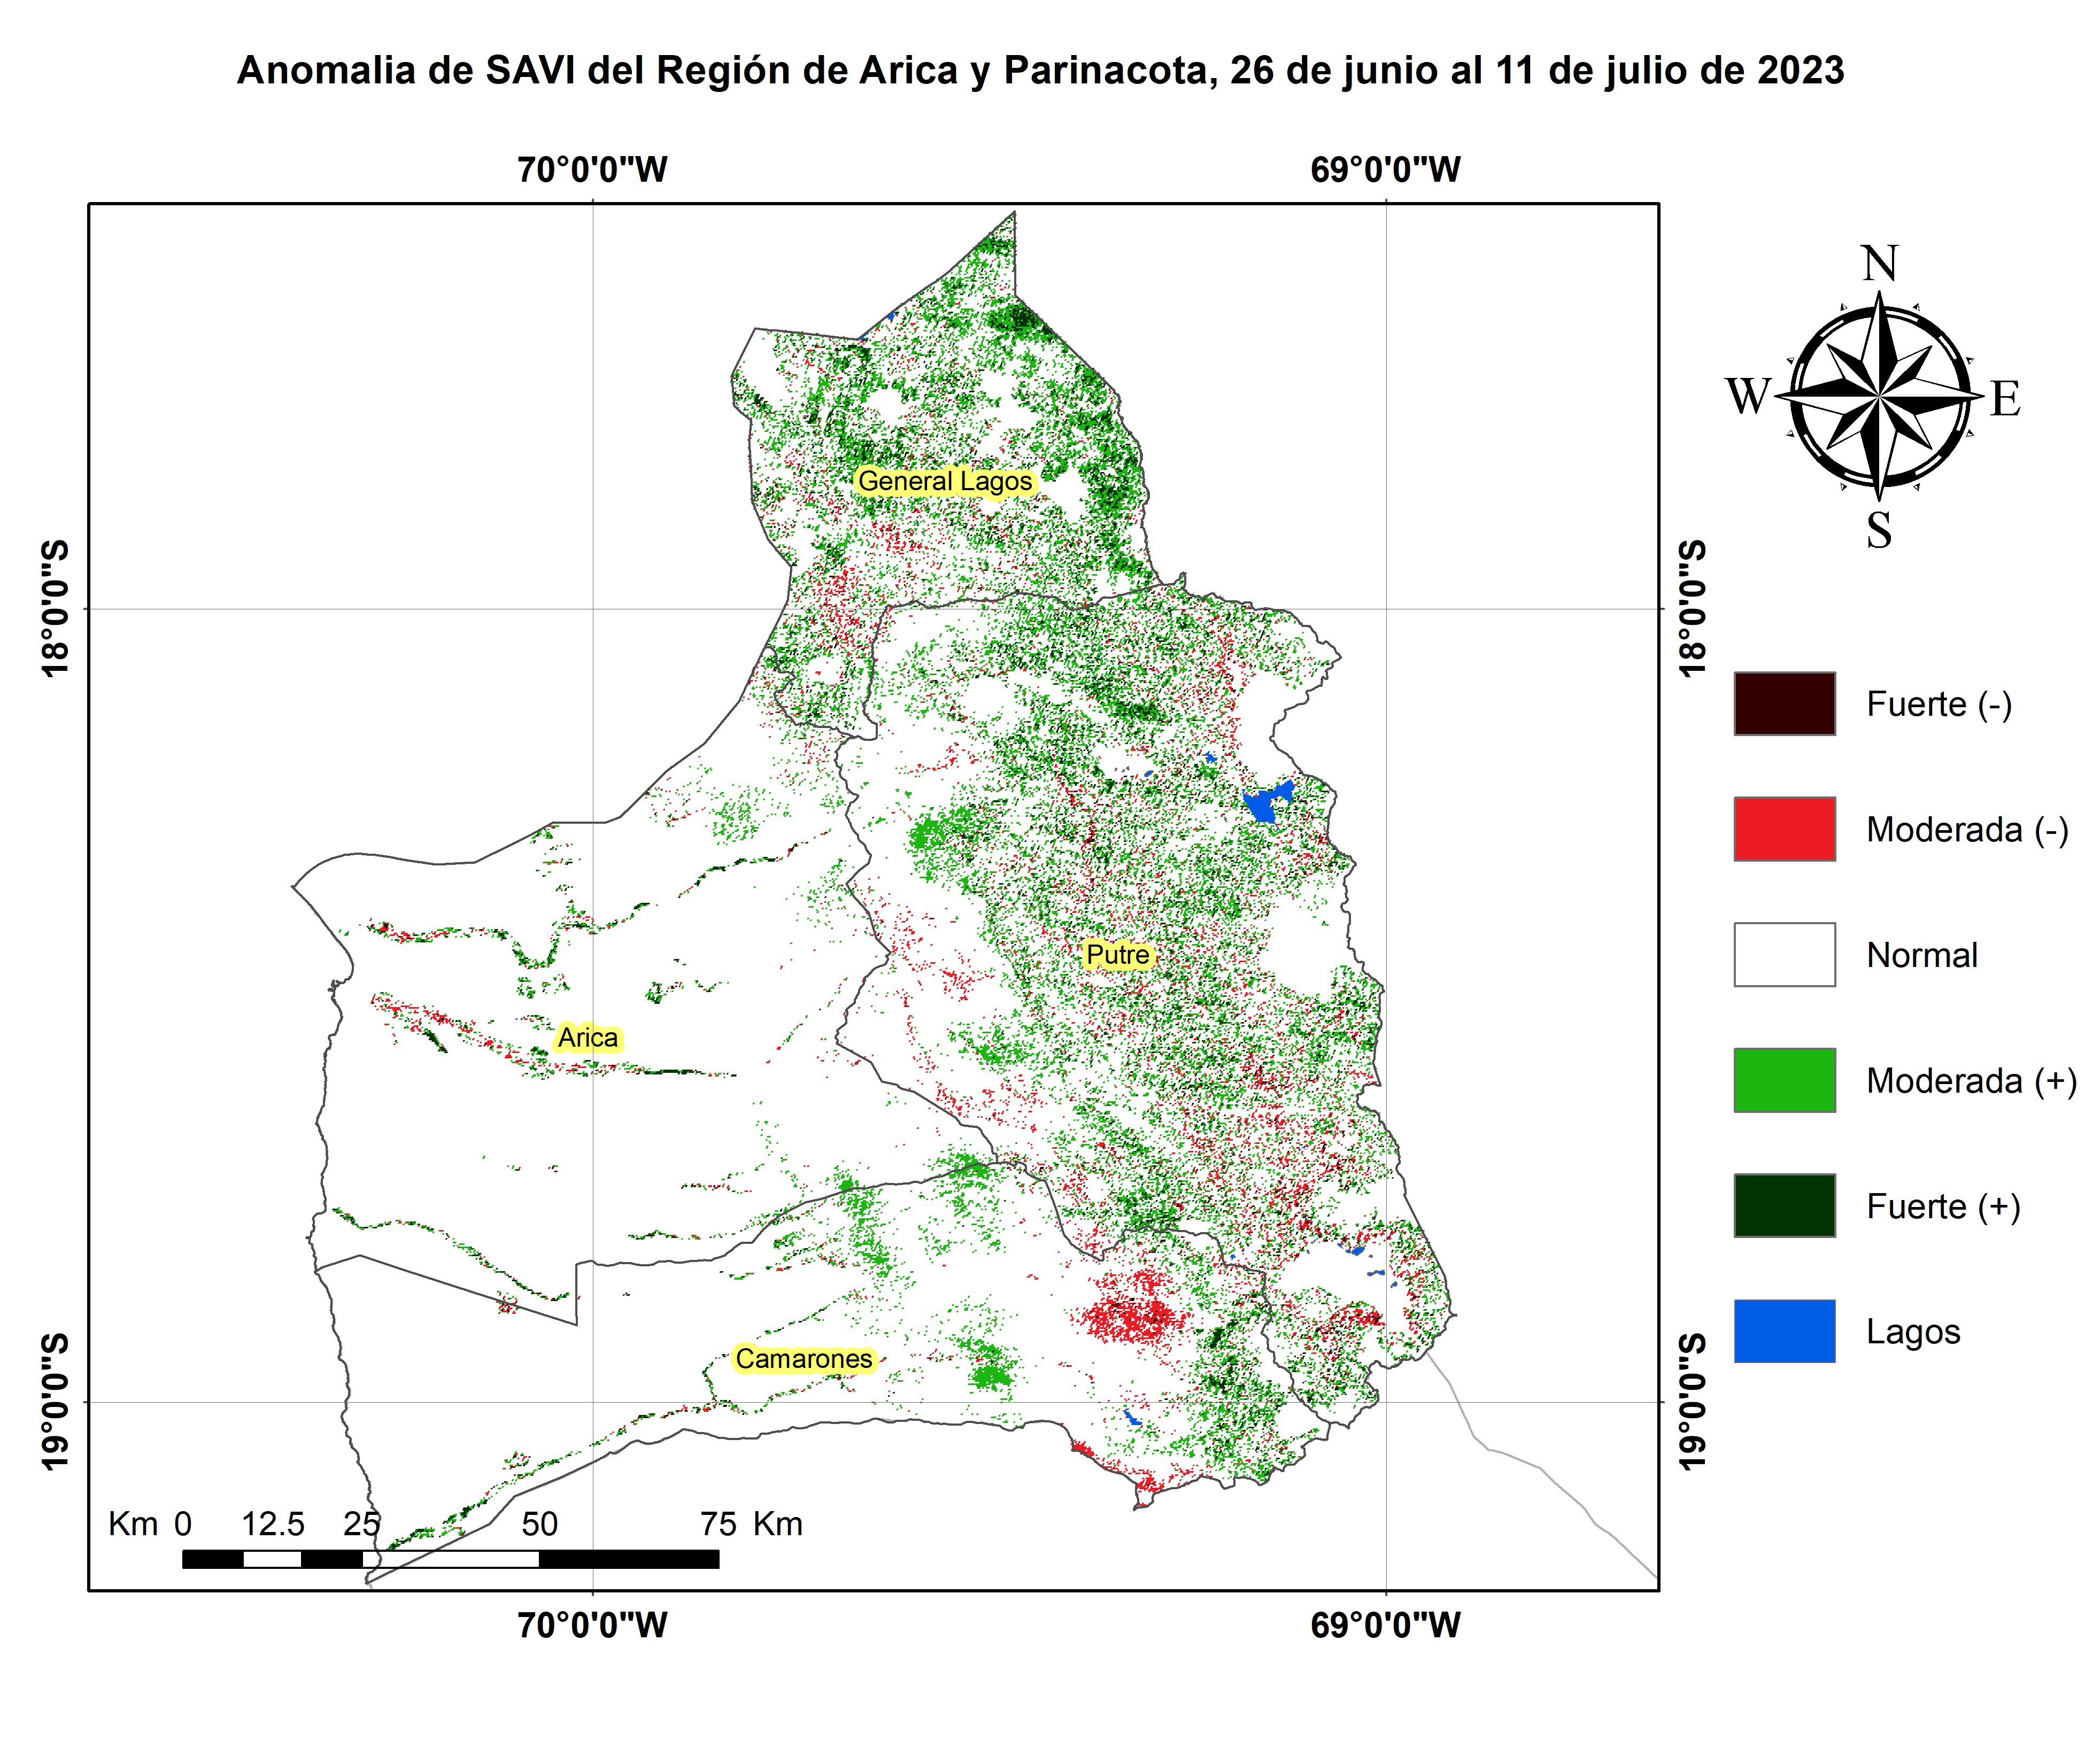 Anomalia de SAVI del Región de Arica y Parinacota, 26 de junio al 11 de julio de 2023
70°0'0"W
69°0'0"W
N
W
E
S
General Lagos
18°0'0"S
18°0'0"S
Fuerte (-)
Moderada (-)
Putre
Normal
Arica
Moderada (+)
Fuerte (+)
Lagos
Camarones
19°0'0"S
19°0'0"S
Km 0 12.5 25 50 75 Km
70°0'0"W
69°0'0"W